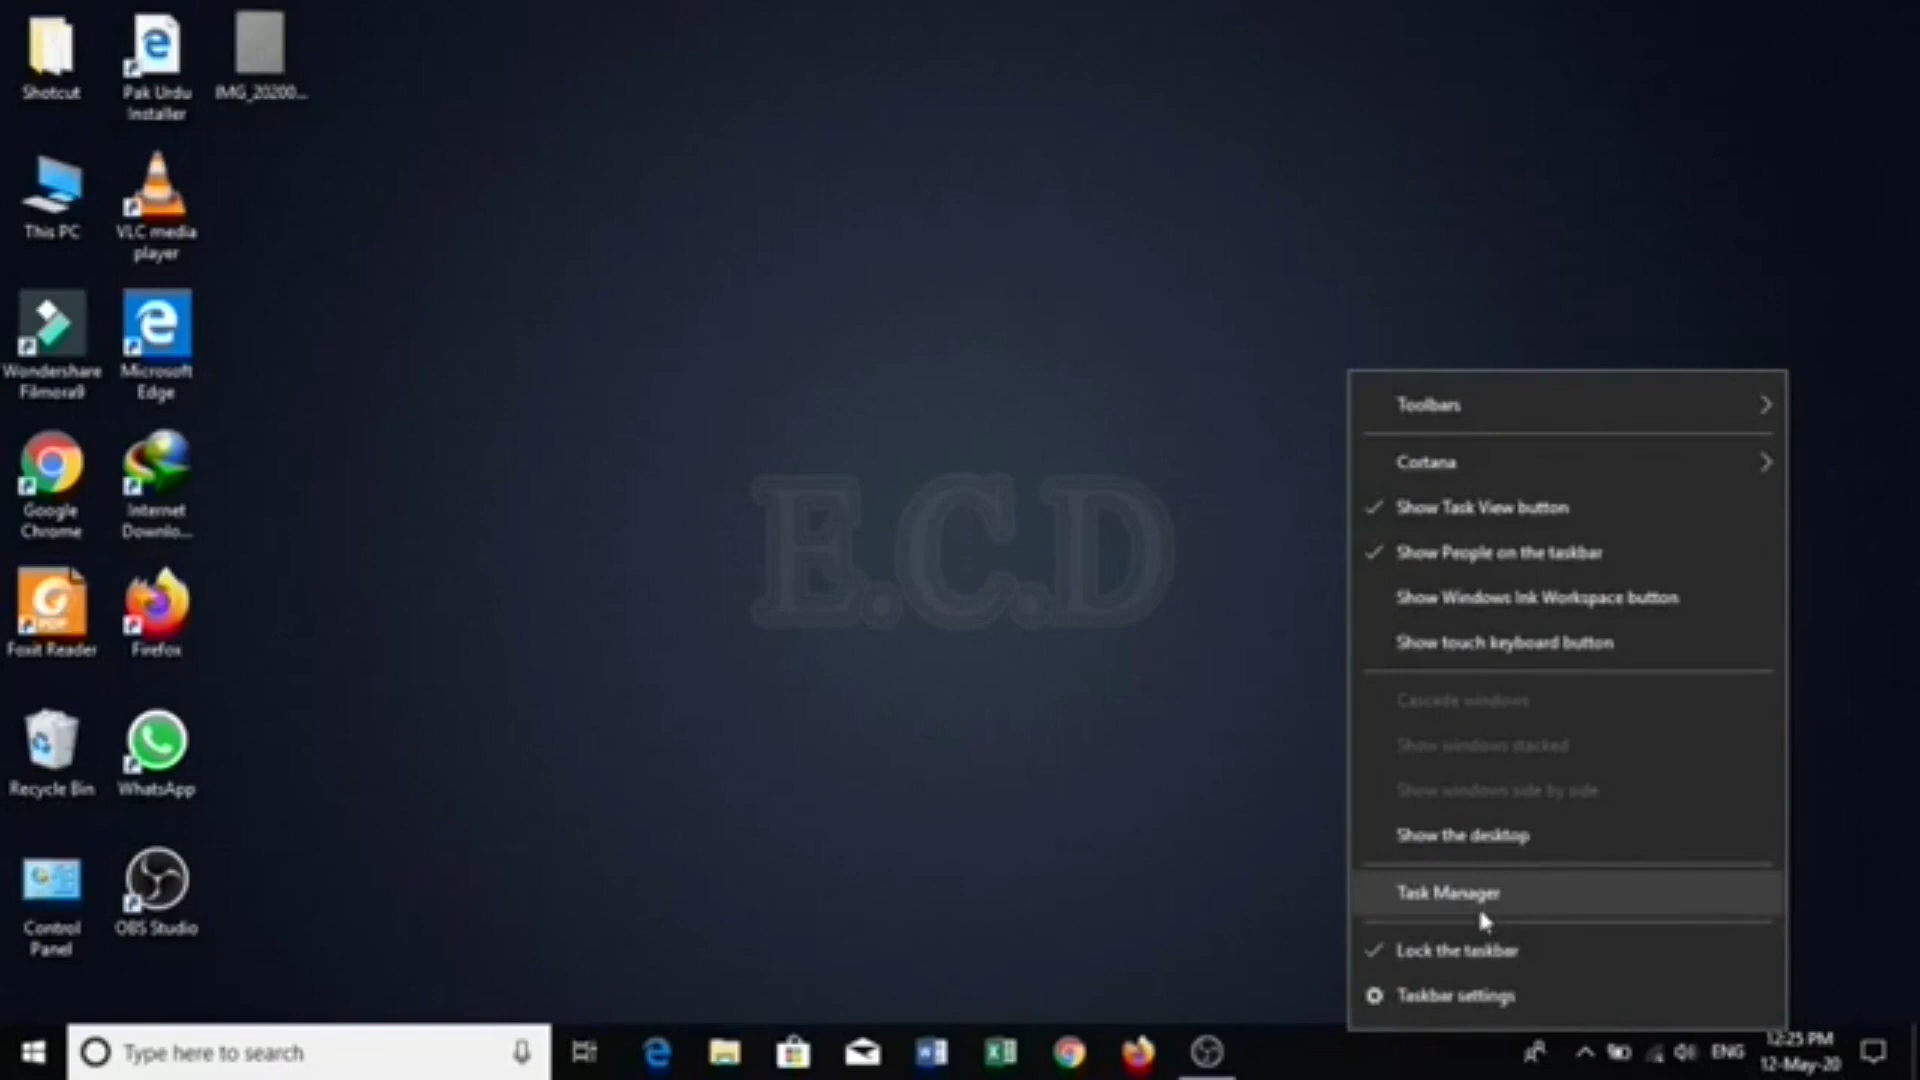 Shotcut
Pak Urdu
Installer
IMG_20200...
This PC
VLC media
player
Wondershare
Filmora9
Microsoft
Edge
Google
Chrome
Internet
Downlo...
Foxit Reader
Firefox
Recycle Bin
WhatsApp
Control
Panel
OBS Studio
E.C.D
Toolbars
Cortana
Show Task View button
Show People on the taskbar
Show Windows Ink Workspace button
Show touch keyboard button
Cascade windows
Show windows stacked
Show windows side by side
Show the desktop
Task Manager
Lock the taskbar
Taskbar settings
Type here to search
ENG
12:25 PM
12-May-20